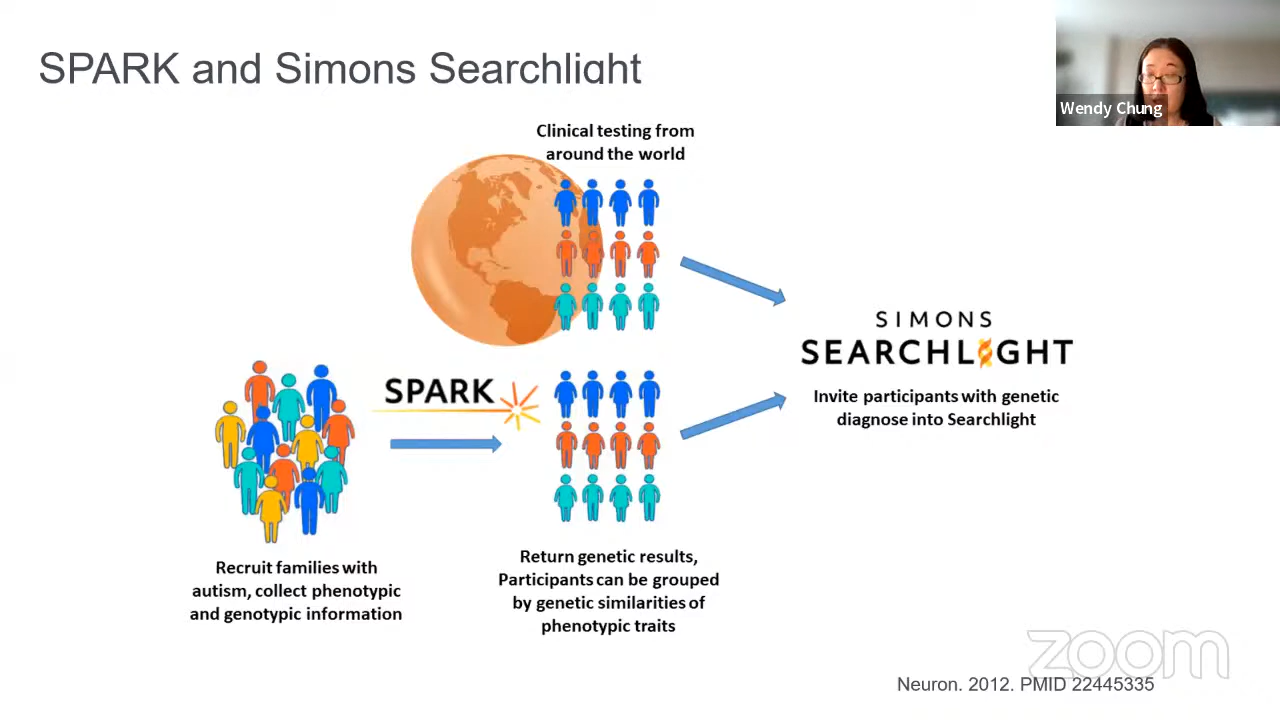 SPARK and Simons Searchlight
Wendy Chung
Clinical testing from
around the world
SIMONS
SEARCHLIGHT
Invite participants with genetic
diagnose into Searchlight
SPARK
Recruit families with
autism, collect phenotypic
and genotypic information
Return genetic results,
Participants can be grouped
by genetic similarities of
phenotypic traits
zoom
Neuron. 2012. PMID 22445335